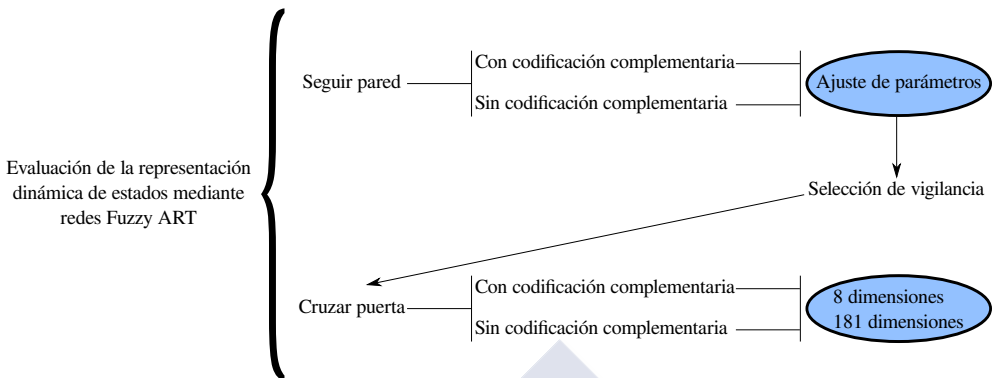 Evaluación de la representación
dinámica de estados mediante
redes Fuzzy ART
Seguir pared
Con codificación complementaria
Sin codificación complementaria
Ajuste de parámetros
Selección de vigilancia
Cruzar puerta
Con codificación complementaria
Sin codificación complementaria
8 dimensiones
181 dimensiones